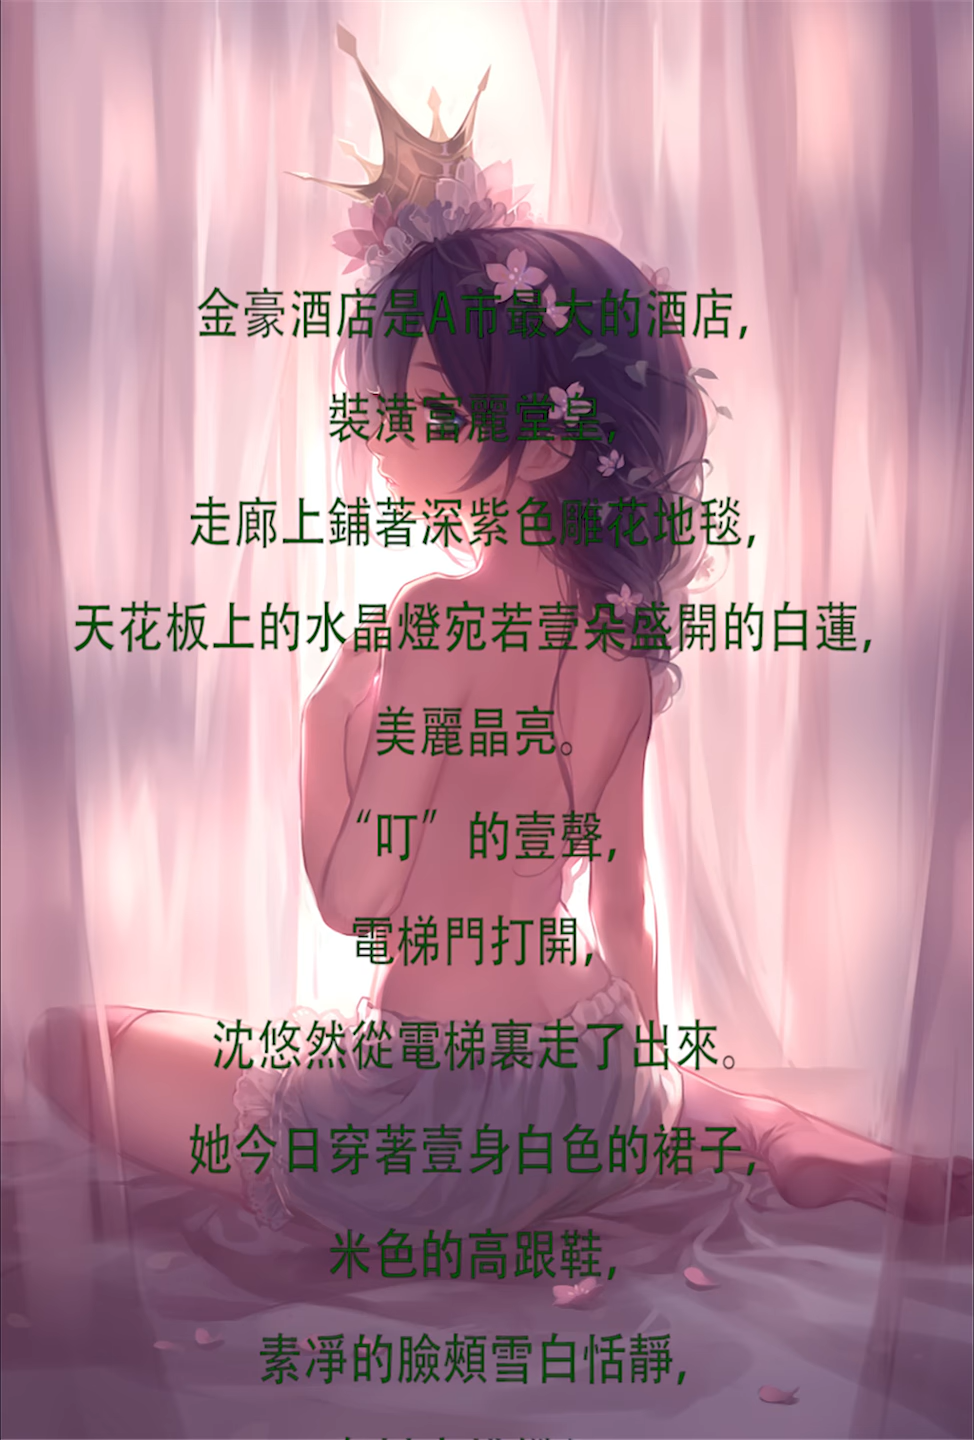 金豪酒店是A市最大的酒店,
裝潢富麗堂皇,
走廊上鋪著深紫色雕花地毯,
天花板上的水晶燈宛若壹朵盛開的白蓮,
美麗晶亮。
“叮”的壹聲,
電梯門打開,
沈悠然從電梯裏走了出來。
她今日穿著壹身白色的裙子,
米色的高跟鞋,
素淨的臉頰雪白恬靜,